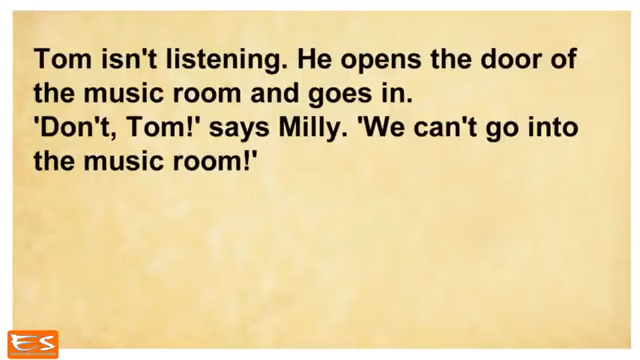 Tom isn't listening. He opens the door of
the music room and goes in.
'Don't, Tom!' says Milly. 'We can't go into
the music room!'
ES